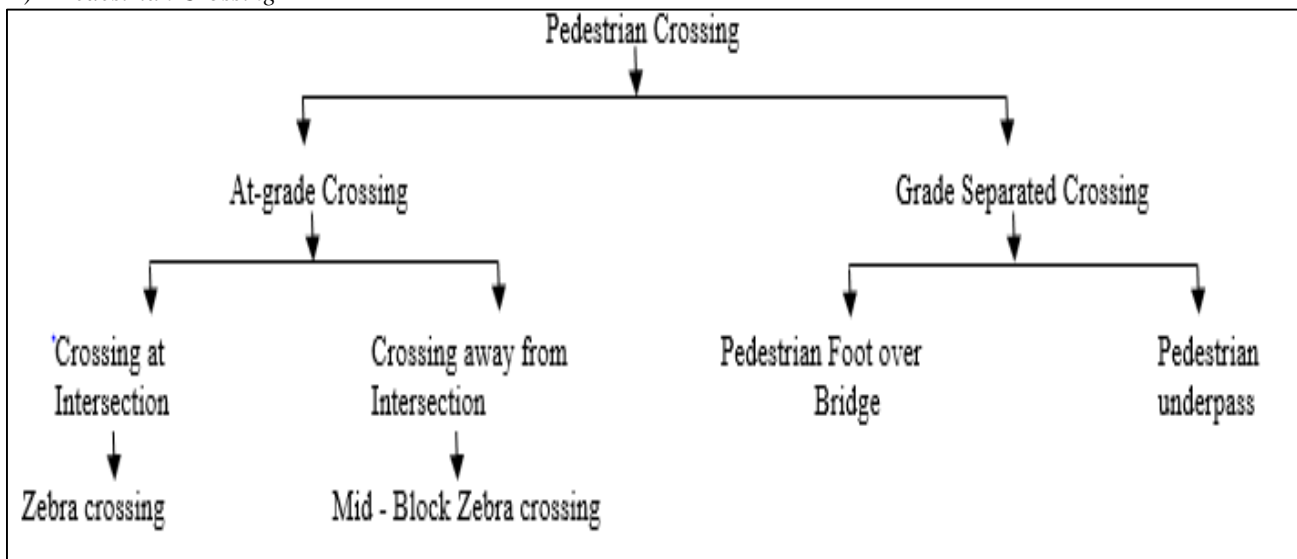 Pedestrian Crossing
At-grade Crossing
Grade Separated Crossing
Crossing at
Intersection
Crossing away from
Intersection
Pedestrian Foot over
Bridge
Pedestrian
underpass
Zebra crossing
Mid - Block Zebra crossing